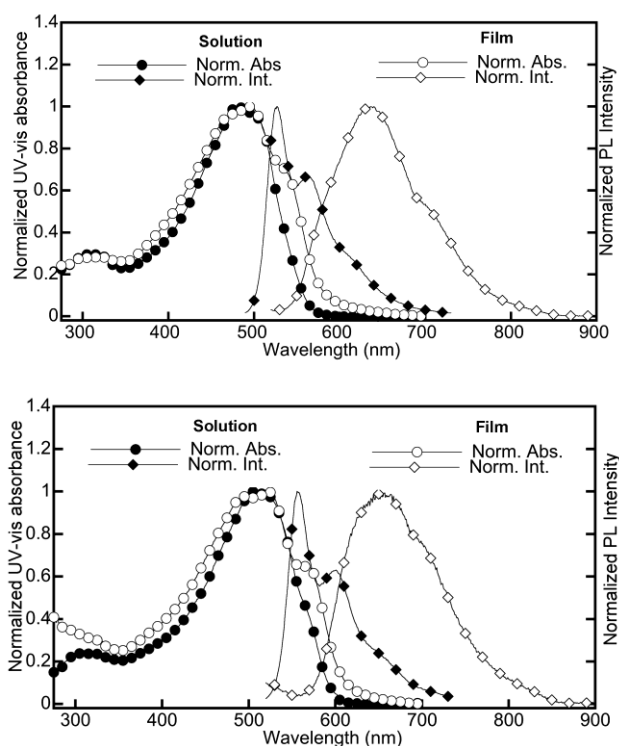 1.4
1.2
1
0.8
0.6
0.4
0.2
0
Normalized UV-vis absorbance
Solution
Norm. Abs
Norm. Int.
Film
Norm. Abs.
Norm. Int.
Normalized PL Intensity
300 400 500 600 700 800 900
Wavelength (nm)
1.4
1.2
1
0.8
0.6
0.4
0.2
0
Normalized UV-vis absorbance
Solution
Norm. Abs.
Norm. Int.
Film
Norm. Abs.
Norm. Int.
Normalized PL Intensity
300 400 500 600 700 800 900
Wavelength (nm)